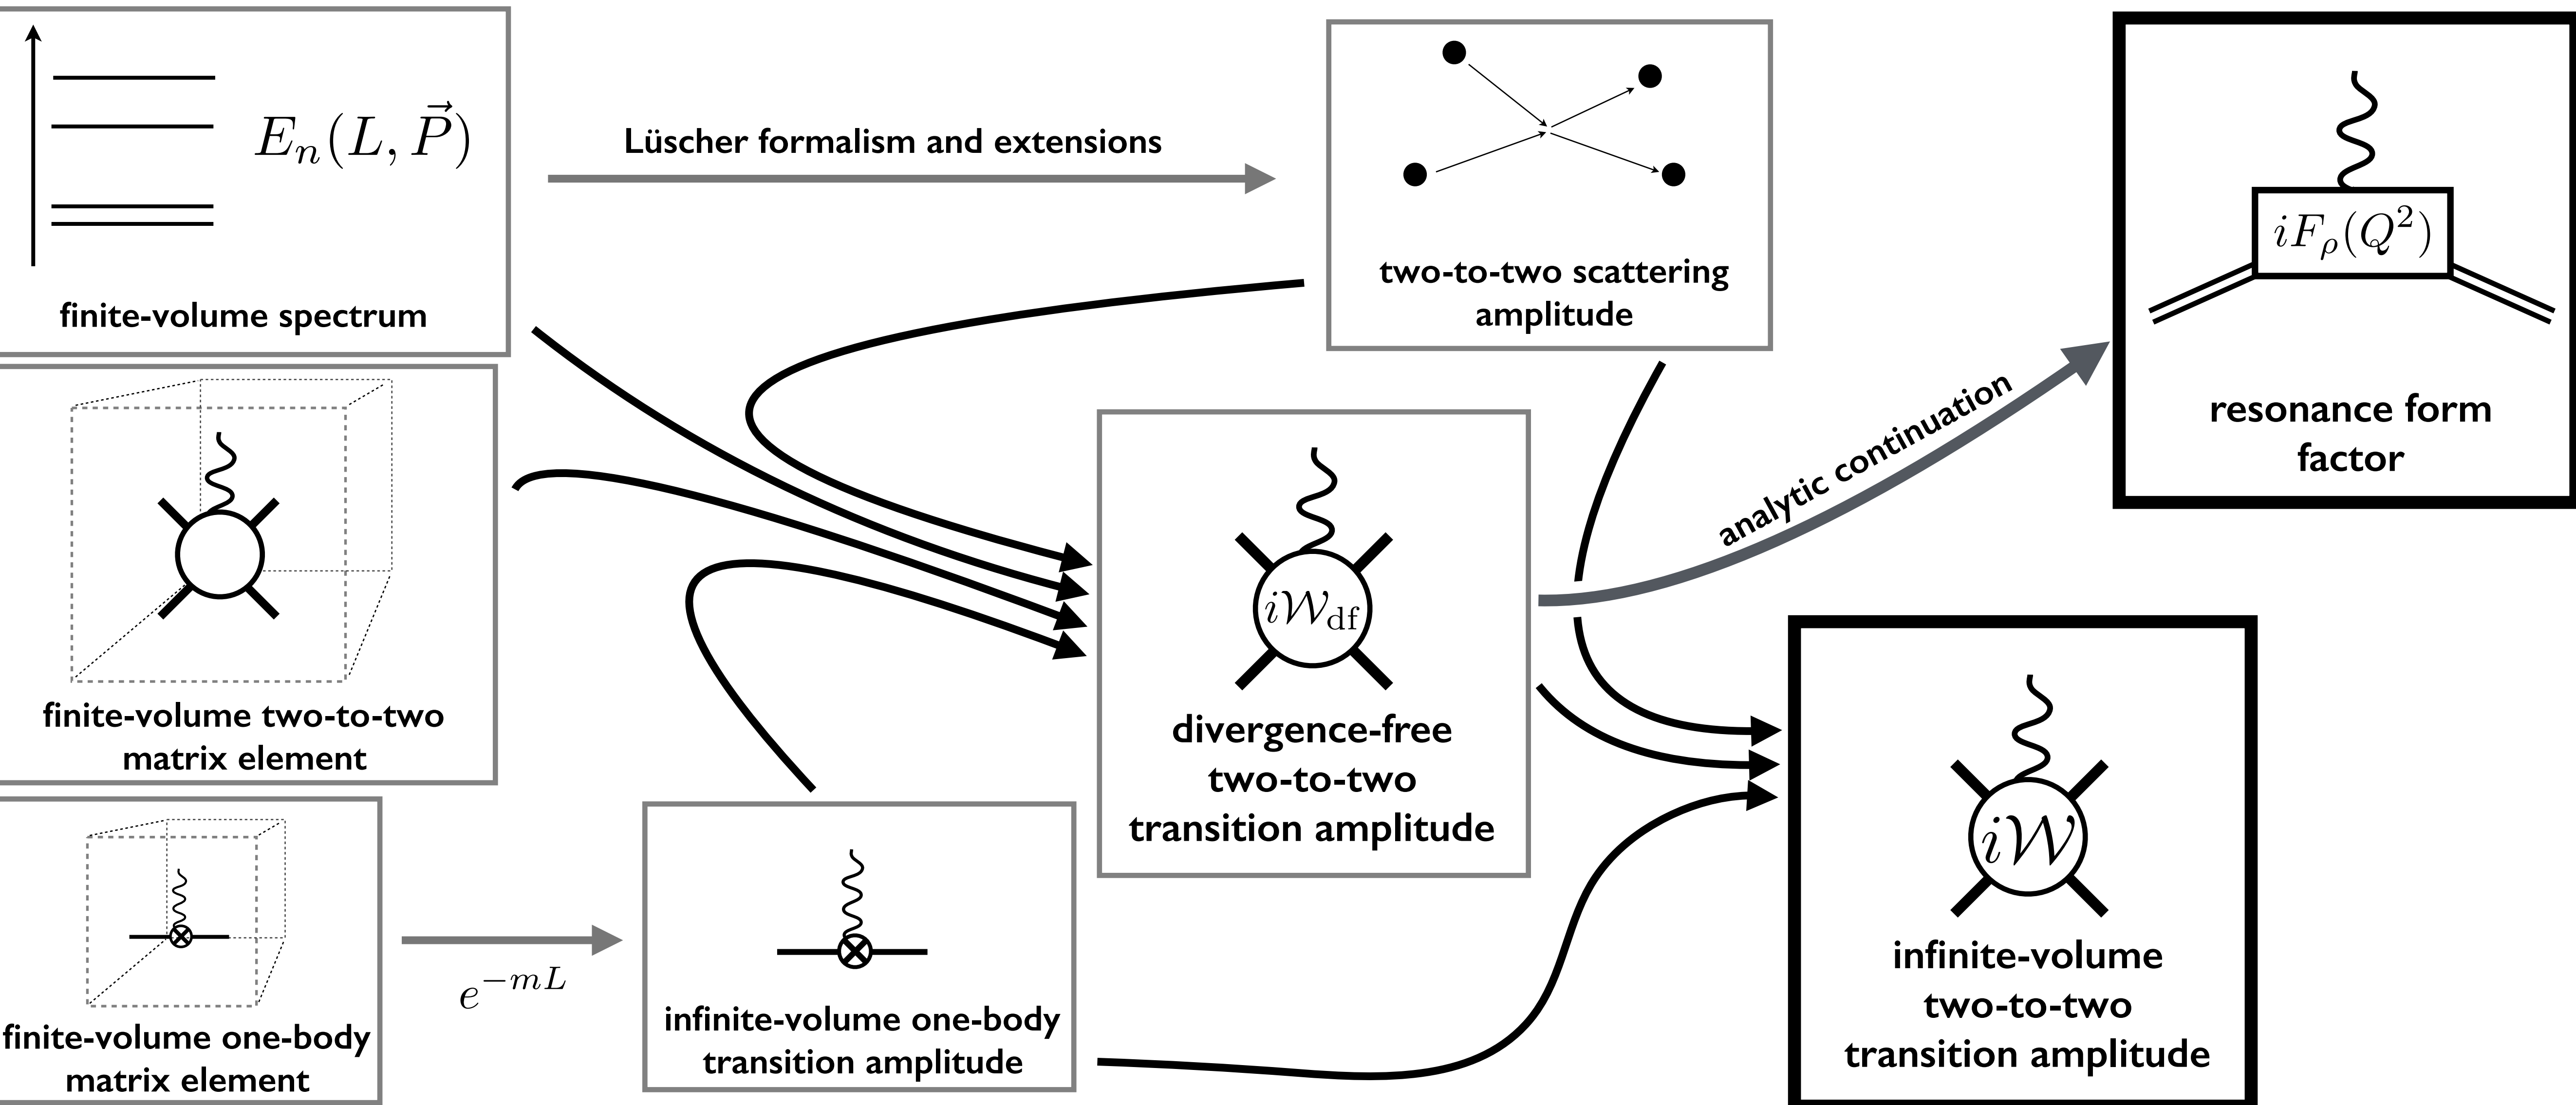 E_n(L, \vec{P})
finite-volume spectrum
Lüscher formalism and extensions
two-to-two scattering
amplitude
iF_ρ(Q^2)
resonance form
factor
analytic continuation
finite-volume two-to-two
matrix element
iW_df
divergence-free
two-to-two
transition amplitude
finite-volume one-body
matrix element
e^{-mL}
infinite-volume one-body
transition amplitude
iW
infinite-volume
two-to-two
transition amplitude